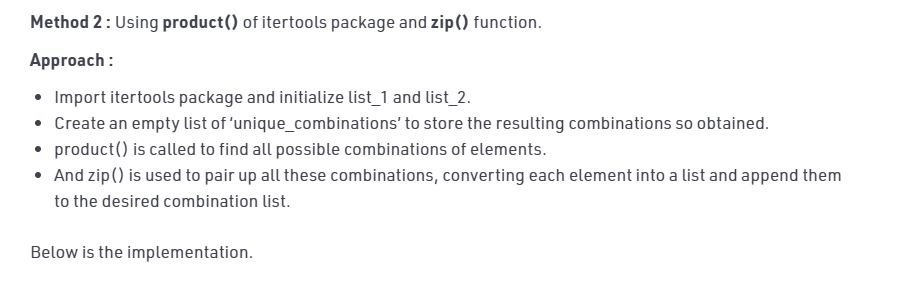 Method 2 : Using product() of itertools package and zip() function.
Approach :
• Import itertools package and initialize list_1 and list_2.
• Create an empty list of ‘unique_combinations’ to store the resulting combinations so obtained.
• product() is called to find all possible combinations of elements.
• And zip() is used to pair up all these combinations, converting each element into a list and append them
to the desired combination list.
Below is the implementation.